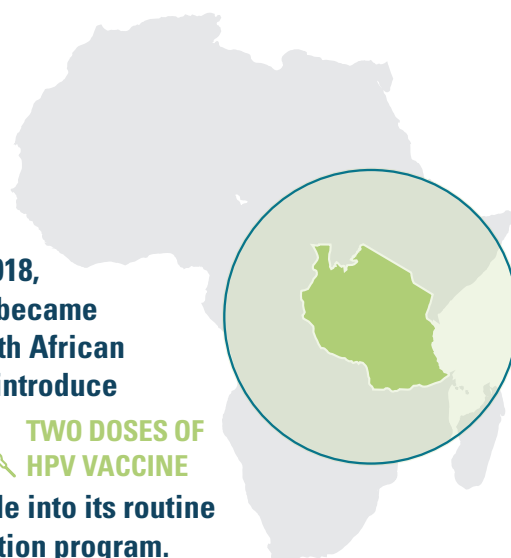 018,
became
th African
introduce
TWO DOSES OF
HPV VACCINE
le into its routine
tion program.